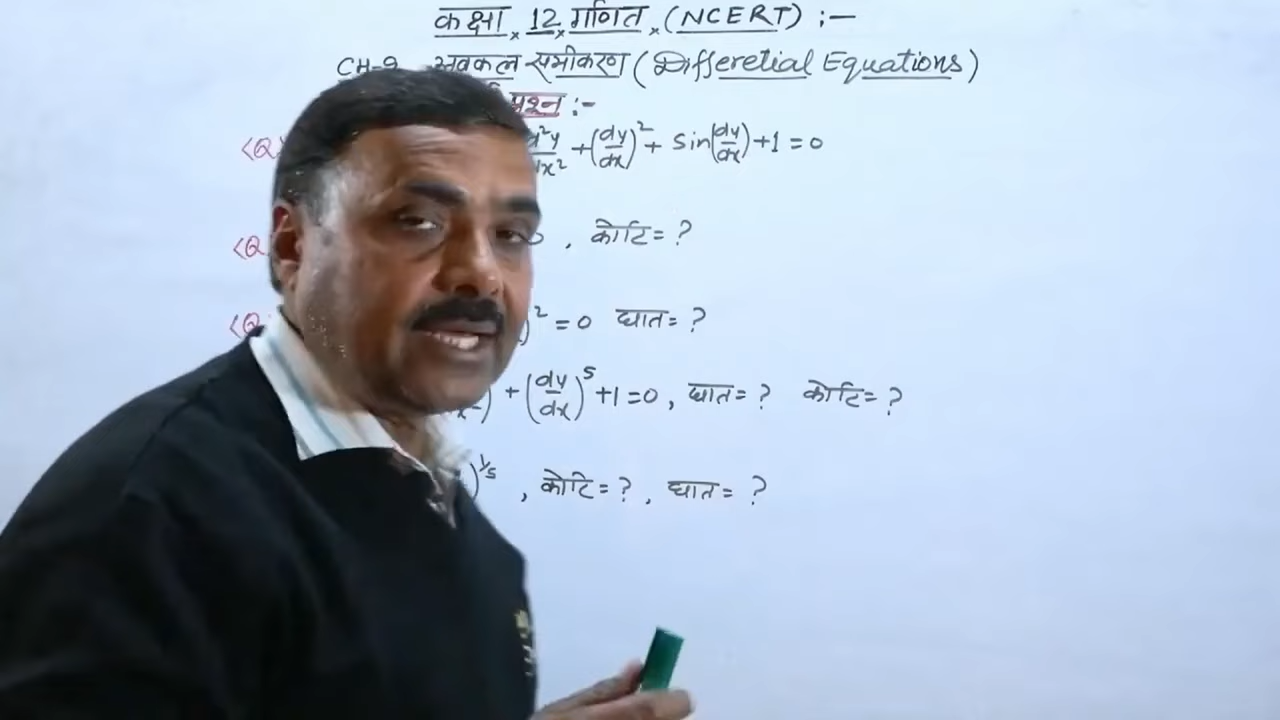 कक्षा × 12 × गणित × (NCERT) :-
CH-9 अवकल समीकरण (Differetial Equations)
प्रश्न :-
<Q d²y/dx² + (dy/dx)² + sin(dy/dx) + 1 = 0
<Q , कोटि = ?
<Q )² = 0 घात = ?
) + (dy/dx)⁵ + 1 = 0, घात = ? कोटि = ?
)^1/5 , कोटि = ?, घात = ?